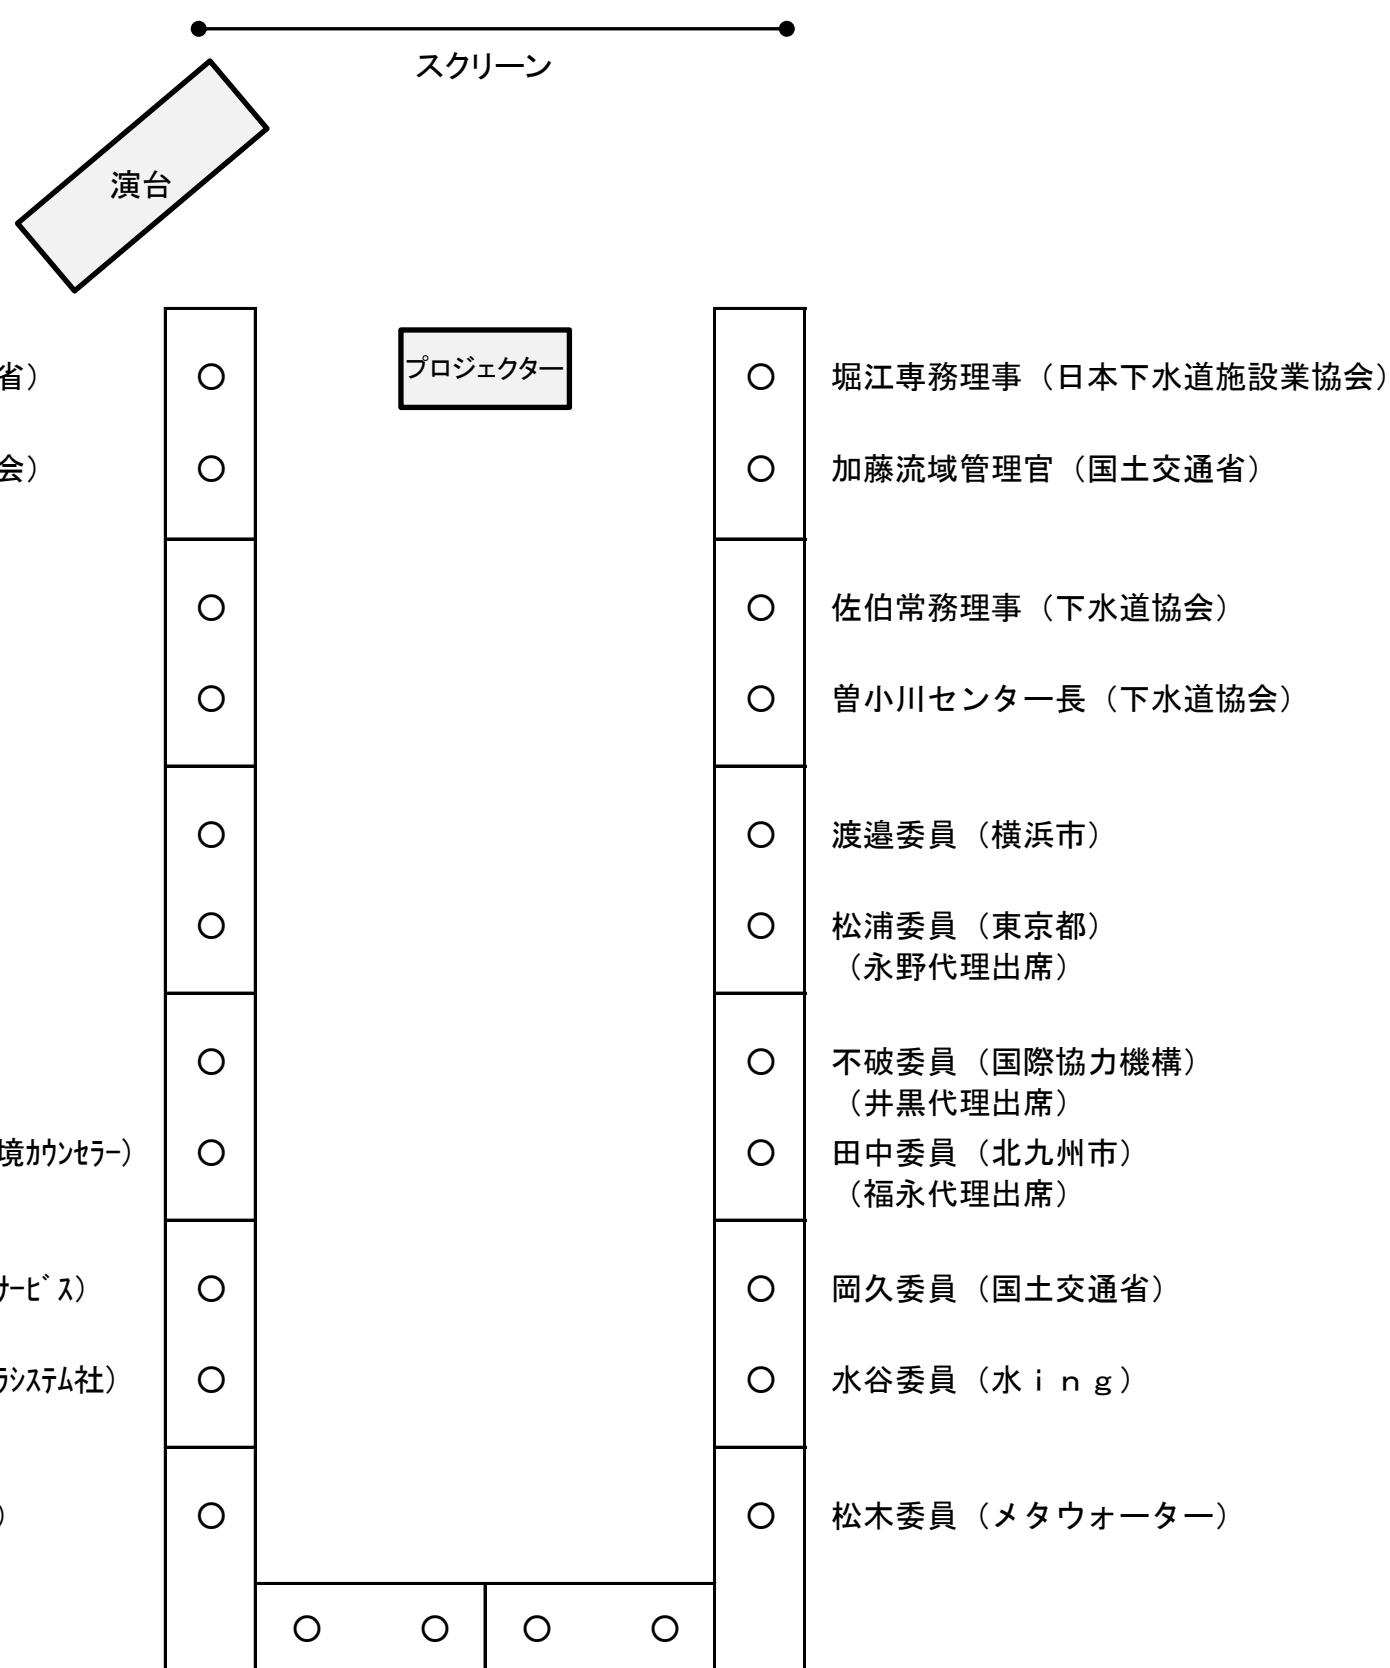 スクリーン
演台
プロジェクター
省）
堀江専務理事（日本下水道施設業協会）
会）
加藤流域管理官（国土交通省）
佐伯常務理事（下水道協会）
曽小川センター長（下水道協会）
渡邉委員（横浜市）
松浦委員（東京都）
（永野代理出席）
不破委員（国際協力機構）
（井黒代理出席）
境ｶｳﾝｾﾗｰ）
田中委員（北九州市）
（福永代理出席）
ｻｰﾋﾞｽ）
岡久委員（国土交通省）
ﾗｼｽﾃﾑ社）
水谷委員（水ｉｎｇ）
）
松木委員（メタウォーター）